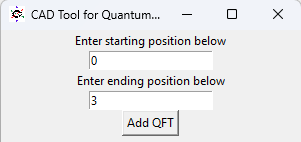 CAD Tool for Quantum...
Enter starting position below
0
Enter ending position below
3
Add QFT